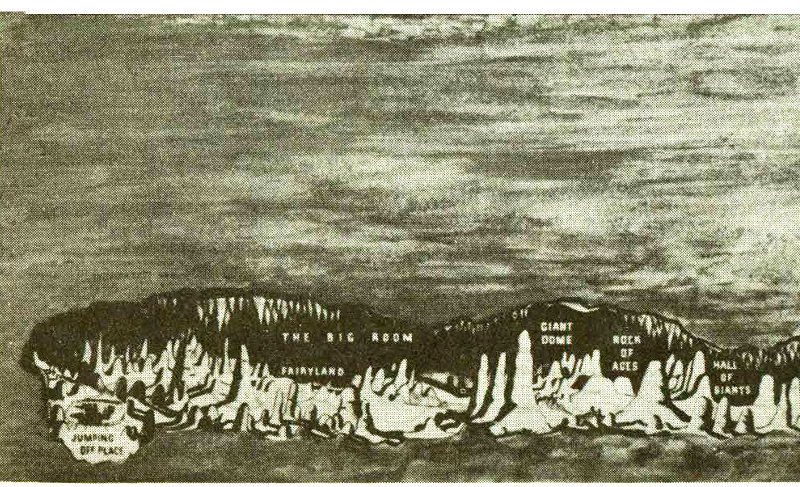 THE BIG ROOM
FAIRYLAND
JUMPING
OFF PLACE
GIANT
DOME
ROCK
OF
AGES
HALL
OF
GIANTS